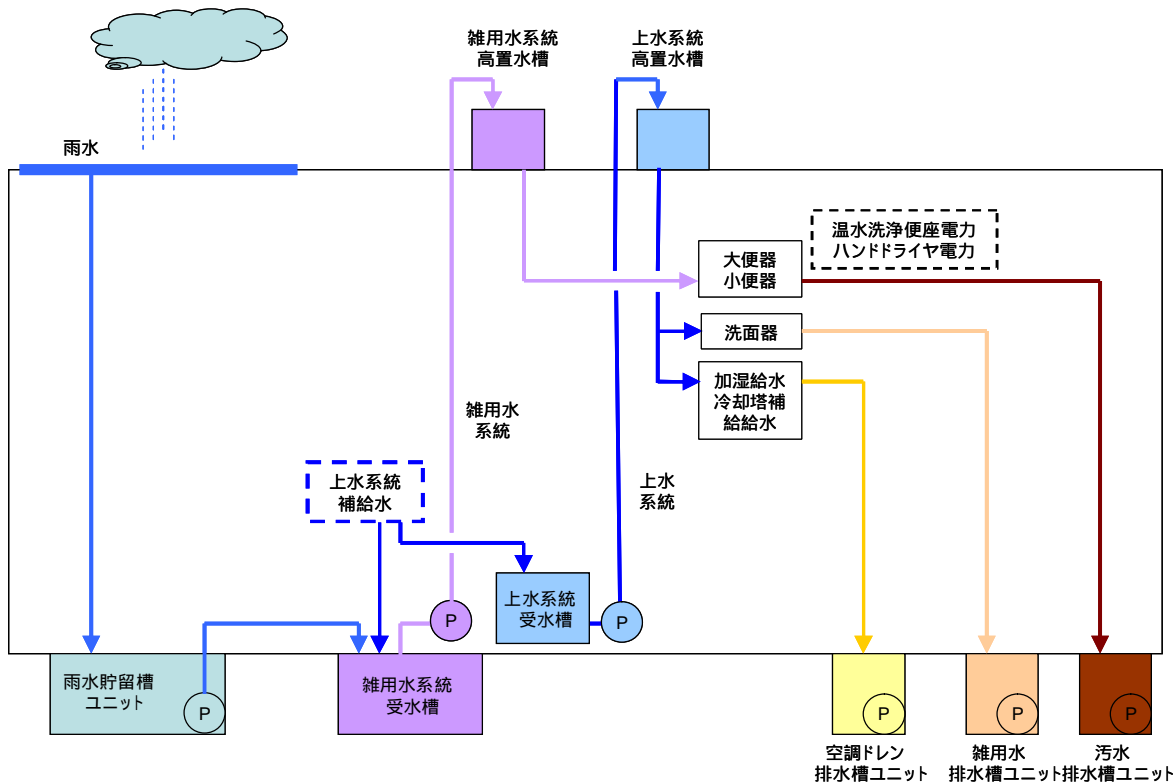 雑用水系統
高置水槽
上水系統
高置水槽
雨水
温水洗浄便座電力
ハンドドライヤ電力
大便器
小便器
洗面器
加湿給水
冷却塔補
給給水
雑用水
系統
上水系統
補給水
上水
系統
上水系統
受水槽
P
P
雨水貯留槽
ユニット
P
雑用水系統
受水槽
P
P
P
空調ドレン
排水槽ユニット
雑用水
排水槽ユニット
汚水
排水槽ユニット